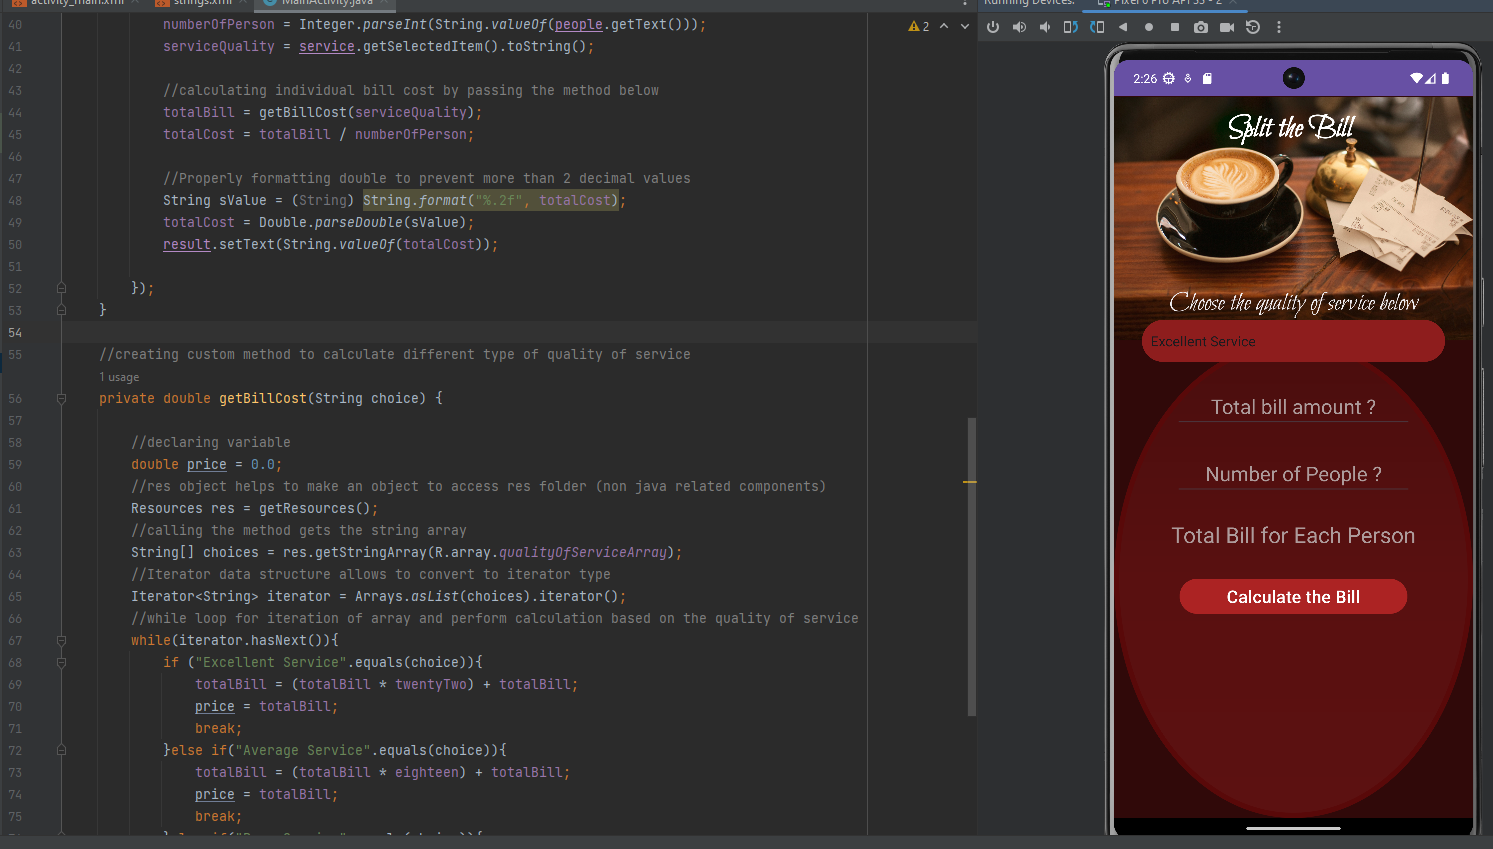 activity_main.xml
strings.xml
MainActivity.java
Running Devices:
Pixel 6 Pro API 33 - 2
2
40 numberOfPerson = Integer.parseInt(String.valueOf(people.getText()));
41 serviceQuality = service.getSelectedItem().toString();
42
43 //calculating individual bill cost by passing the method below
44 totalBill = getBillCost(serviceQuality);
45 totalCost = totalBill / numberOfPerson;
46
47 //Properly formatting double to prevent more than 2 decimal values
48 String sValue = (String) String.format("%.2f", totalCost);
49 totalCost = Double.parseDouble(sValue);
50 result.setText(String.valueOf(totalCost));
51
52 });
53 }
54
55 //creating custom method to calculate different type of quality of service
1 usage
56 private double getBillCost(String choice) {
57
58 //declaring variable
59 double price = 0.0;
60 //res object helps to make an object to access res folder (non java related components)
61 Resources res = getResources();
62 //calling the method gets the string array
63 String[] choices = res.getStringArray(R.array.qualityOfServiceArray);
64 //Iterator data structure allows to convert to iterator type
65 Iterator<String> iterator = Arrays.asList(choices).iterator();
66 //while loop for iteration of array and perform calculation based on the quality of service
67 while(iterator.hasNext()){
68 if ("Excellent Service".equals(choice)){
69 totalBill = (totalBill * twentyTwo) + totalBill;
70 price = totalBill;
71 break;
72 }else if("Average Service".equals(choice)){
73 totalBill = (totalBill * eighteen) + totalBill;
74 price = totalBill;
75 break;
2:26
Split the Bill
Choose the quality of service below
Excellent Service
Total bill amount ?
Number of People ?
Total Bill for Each Person
Calculate the Bill